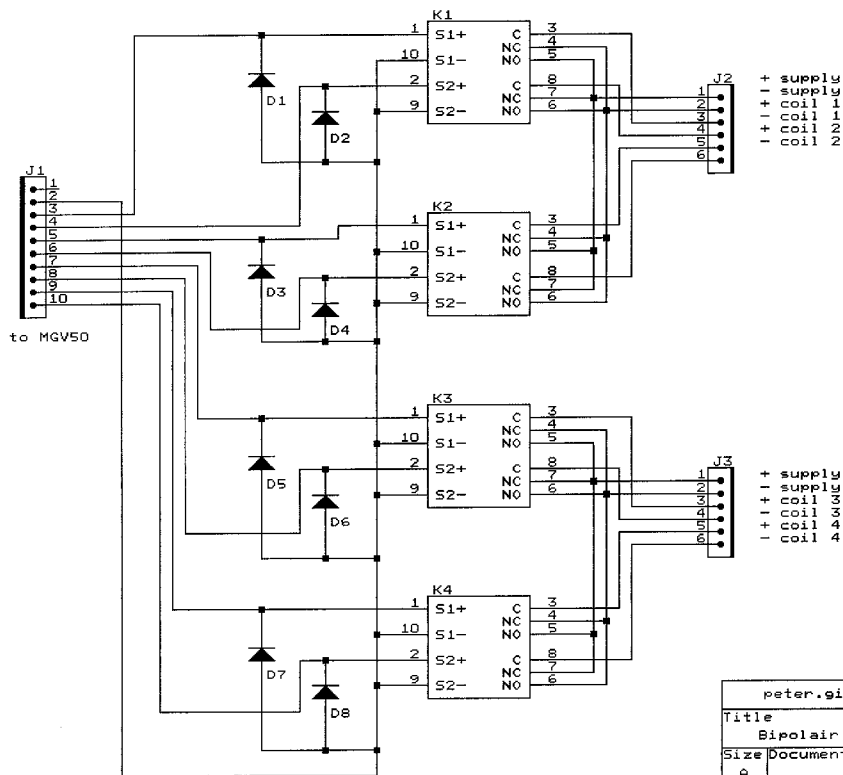 K1
1 S1+ C 3
NC 4
10 S1- NO 5
2 S2+ C 8
NC 7
9 S2- NO 6
D1
D2
J2
1 + supply
2 - supply
3 + coil 1
4 - coil 1
5 + coil 2
6 - coil 2
J1
1
2
3
4
5
6
7
8
9
10
to MGV50
K2
1 S1+ C 3
NC 4
10 S1- NO 5
2 S2+ C 8
NC 7
9 S2- NO 6
D3
D4
K3
1 S1+ C 3
NC 4
10 S1- NO 5
2 S2+ C 8
NC 7
9 S2- NO 6
D5
D6
J3
1 + supply
2 - supply
3 + coil 3
4 - coil 3
5 + coil 4
6 - coil 4
K4
1 S1+ C 3
NC 4
10 S1- NO 5
2 S2+ C 8
NC 7
9 S2- NO 6
D7
D8
peter.gi
Title
Bipolair
Size Document
A